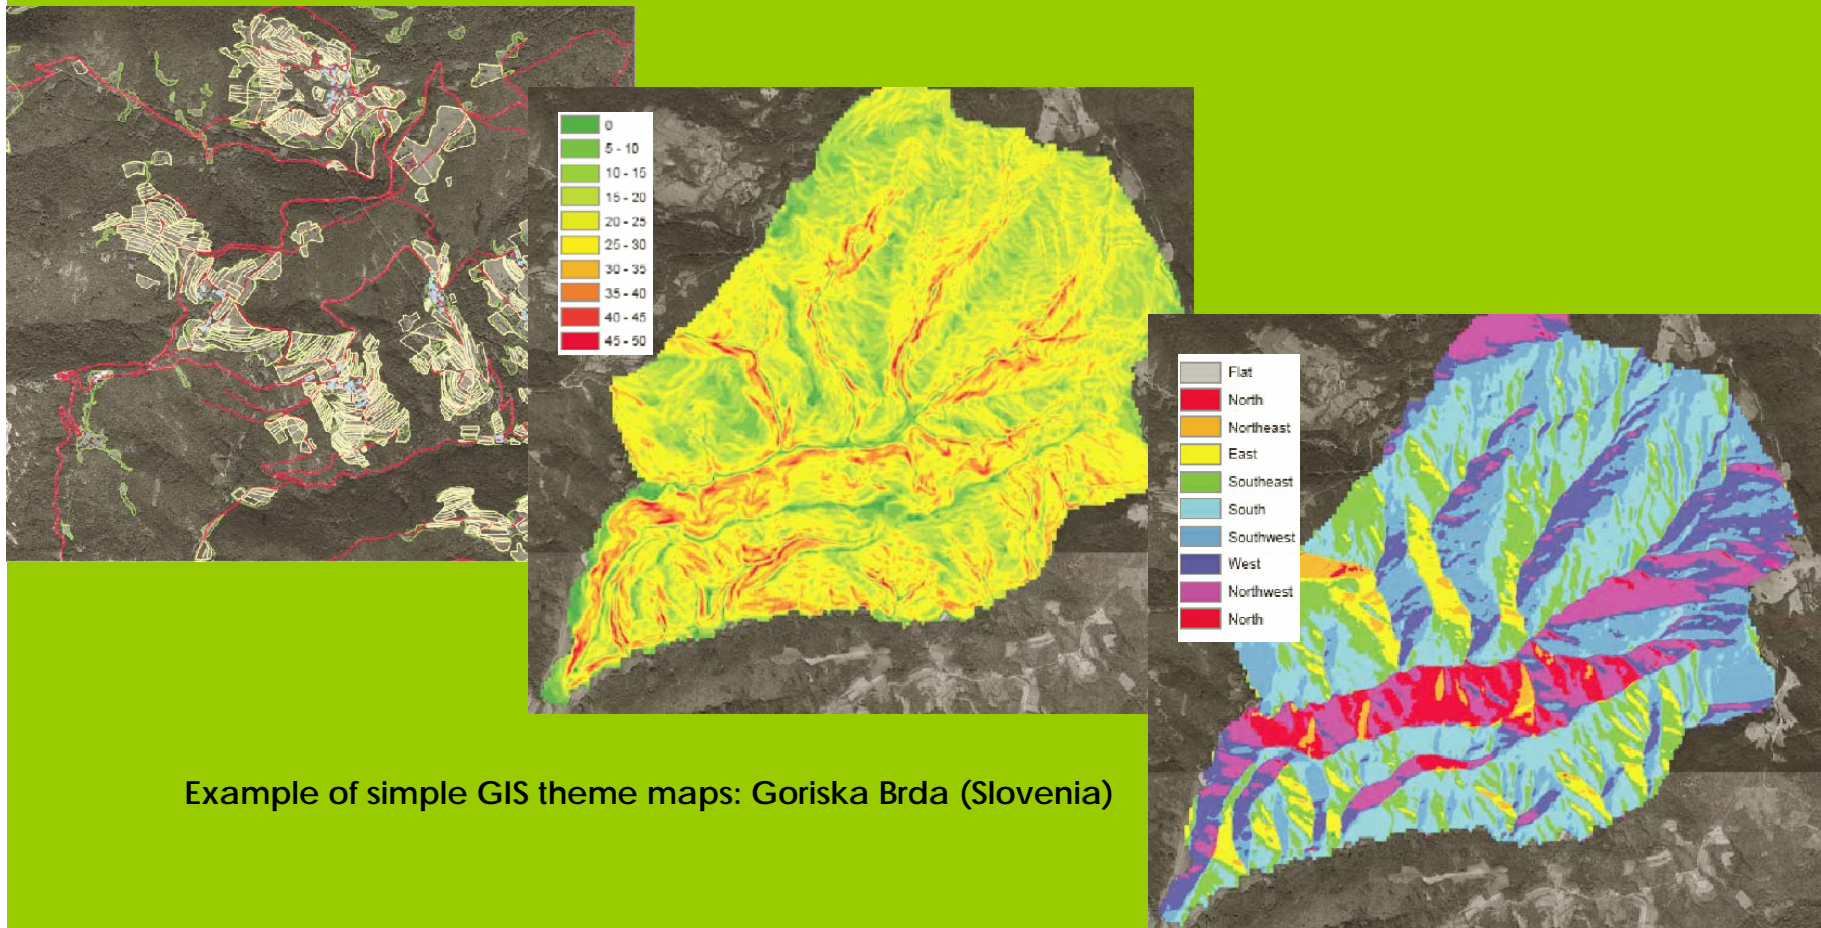 0
5 - 10
10 - 15
15 - 20
20 - 25
25 - 30
30 - 35
35 - 40
40 - 45
45 - 50
Flat
North
Northeast
East
Southeast
South
Southwest
West
Northwest
North
Example of simple GIS theme maps: Goriska Brda (Slovenia)